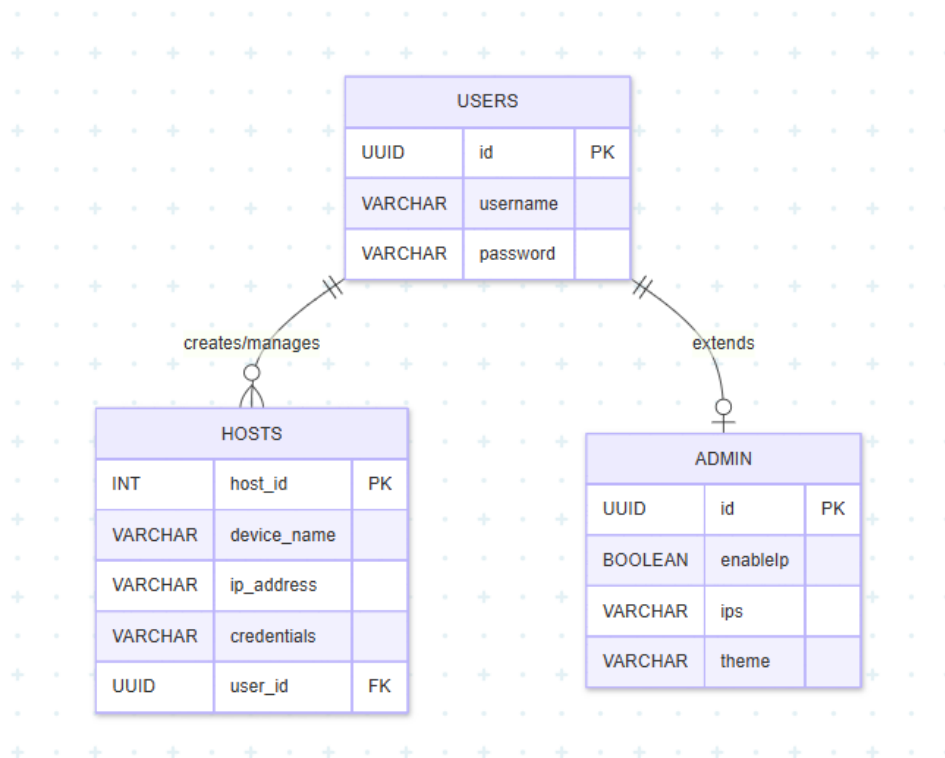 USERS
UUID id PK
VARCHAR username
VARCHAR password
creates/manages
extends
HOSTS
INT host_id PK
VARCHAR device_name
VARCHAR ip_address
VARCHAR credentials
UUID user_id FK
ADMIN
UUID id PK
BOOLEAN enableIp
VARCHAR ips
VARCHAR theme